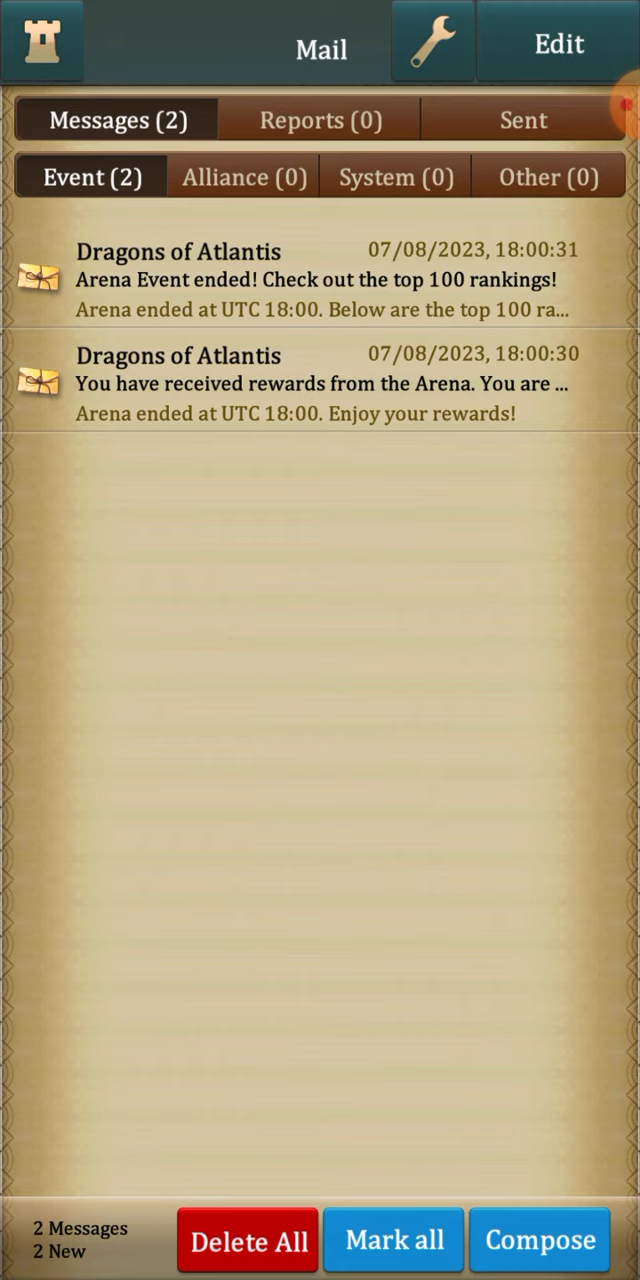 Mail
Edit
Messages (2)
Reports (0)
Sent
Event (2)
Alliance (0)
System (0)
Other (0)
Dragons of Atlantis 07/08/2023, 18:00:31
Arena Event ended! Check out the top 100 rankings!
Arena ended at UTC 18:00. Below are the top 100 ra...
Dragons of Atlantis 07/08/2023, 18:00:30
You have received rewards from the Arena. You are ...
Arena ended at UTC 18:00. Enjoy your rewards!
2 Messages
2 New
Delete All
Mark all
Compose